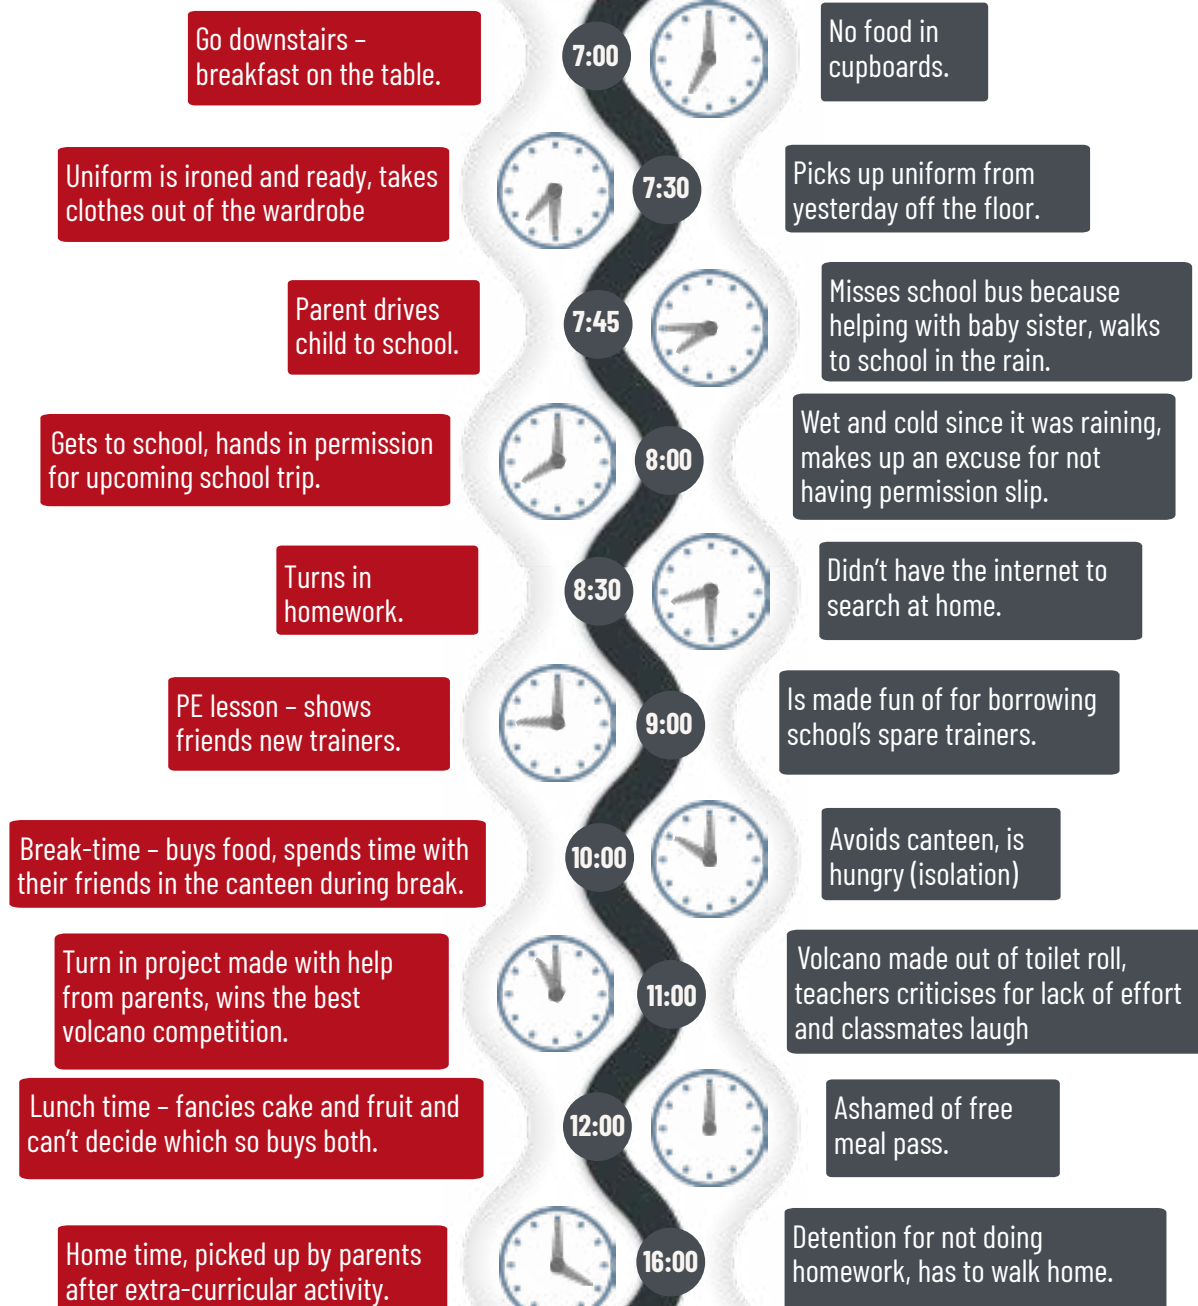 Go downstairs –
breakfast on the table.
7:00
No food in
cupboards.
Uniform is ironed and ready, takes
clothes out of the wardrobe
7:30
Picks up uniform from
yesterday off the floor.
Parent drives
child to school.
7:45
Misses school bus because
helping with baby sister, walks
to school in the rain.
Gets to school, hands in permission
for upcoming school trip.
8:00
Wet and cold since it was raining,
makes up an excuse for not
having permission slip.
Turns in
homework.
8:30
Didn't have the internet to
search at home.
PE lesson – shows
friends new trainers.
9:00
Is made fun of for borrowing
school's spare trainers.
Break-time – buys food, spends time with
their friends in the canteen during break.
10:00
Avoids canteen, is
hungry (isolation)
Turn in project made with help
from parents, wins the best
volcano competition.
11:00
Volcano made out of toilet roll,
teachers criticises for lack of effort
and classmates laugh
Lunch time – fancies cake and fruit and
can't decide which so buys both.
12:00
Ashamed of free
meal pass.
Home time, picked up by parents
after extra-curricular activity.
16:00
Detention for not doing
homework, has to walk home.